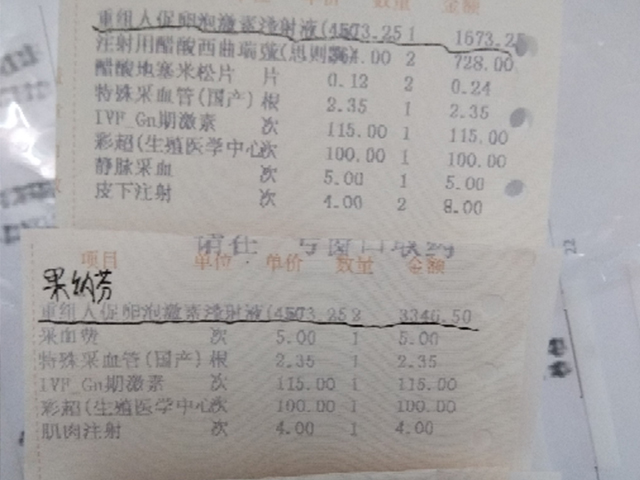 重组人促卵泡激素注射液(4573.25 1 1673.25
注射用醋酸西曲瑞 (思则 364.00 2 728.00
醋酸地塞米松片 片 0.12 2 0.24
特殊采血管(国产) 根 2.35 1 2.35
IVF_Gn期激素 次 115.00 1 115.00
彩超(生殖医学中心次 100.00 1 100.00
静脉采血 次 5.00 1 5.00
皮下注射 次 4.00 2 8.00
项目 单位 单价 数量 金额
果纳芬
重组人促卵泡激素注射液(4573.25 2 3346.50
采血费 次 5.00 1 5.00
特殊采血管(国产) 根 2.35 1 2.35
IVF_Gn期激素 次 115.00 1 115.00
彩超(生殖医学中心次 100.00 1 100.00
肌肉注射 次 4.00 1 4.00
22